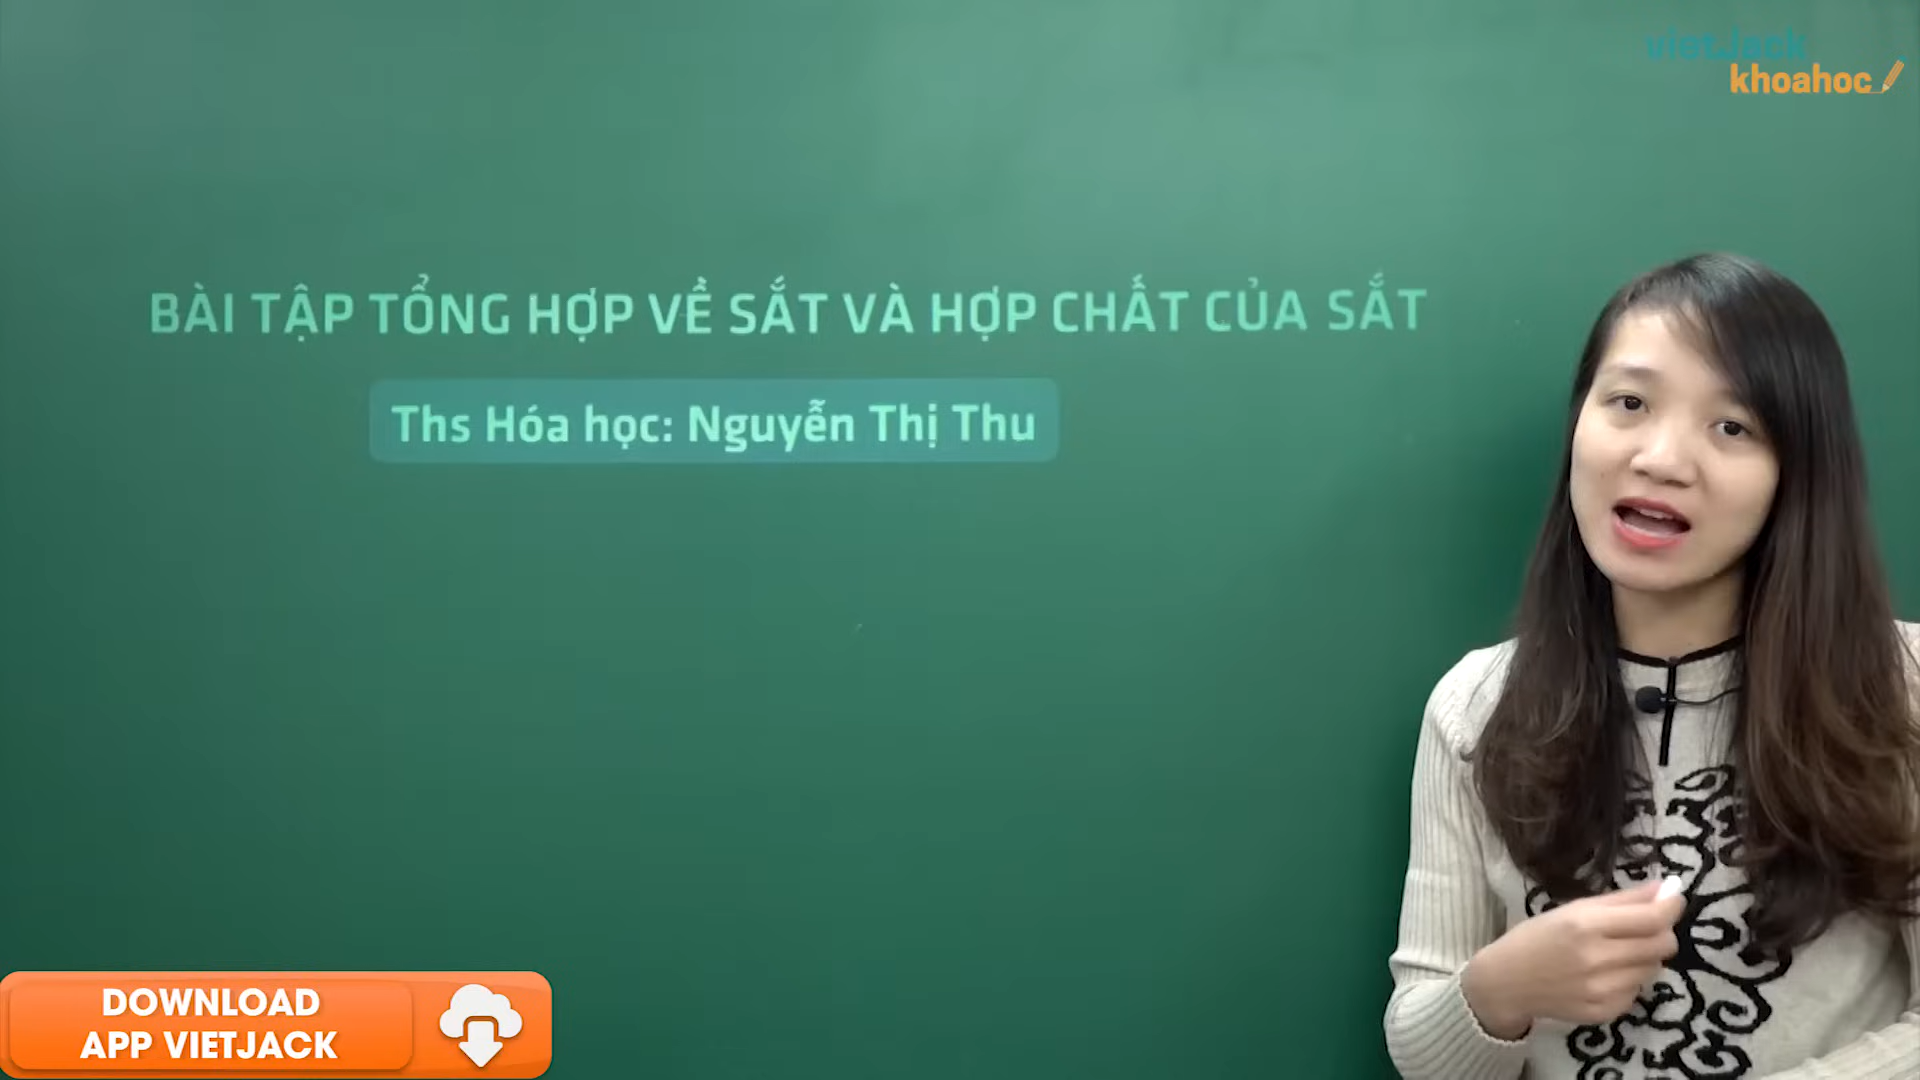 vietJack
khoahoc
BÀI TẬP TỔNG HỢP VỀ SẮT VÀ HỢP CHẤT CỦA SẮT
Ths Hóa học: Nguyễn Thị Thu
DOWNLOAD
APP VIETJACK